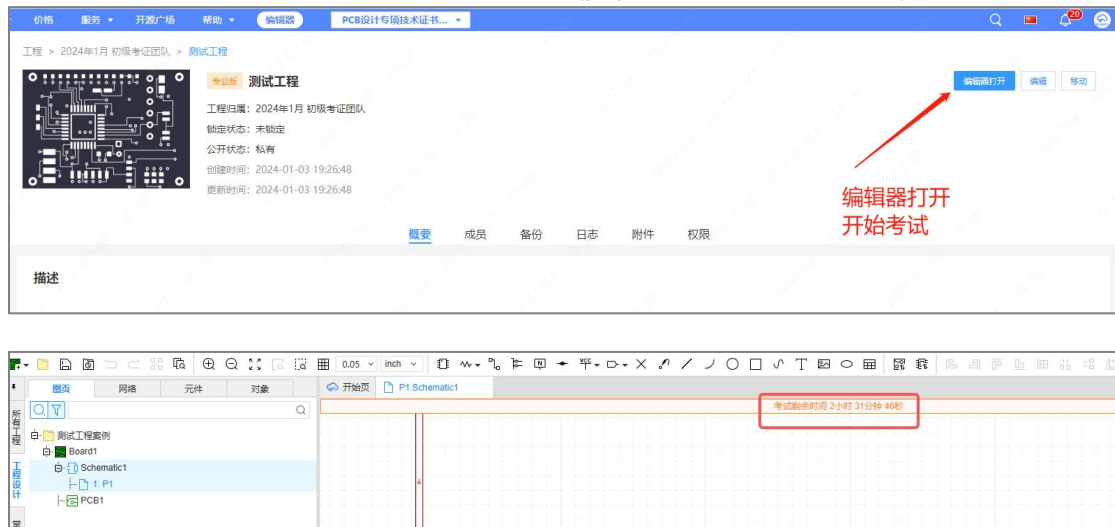 价格 服务 开源广场 帮助 编辑器 PCB设计专项技术证书... 20
工程 > 2024年1月 初级考证团队 > 测试工程
专业版 测试工程
编辑器打开 编辑 移动
工程归属：2024年1月 初级考证团队
锁定状态：未锁定
公开状态：私有
创建时间：2024-01-03 19:26:48
更新时间：2024-01-03 19:26:48
编辑器打开
开始考试
概要 成员 备份 日志 附件 权限
描述
0.05 inch
图页 网络 元件 对象
开始页 P1.Schematic1
考试剩余时间 2小时 31分钟 46秒
所有工程
工程设计
常
测试工程案例
Board1
Schematic1
1. P1
PCB1
A